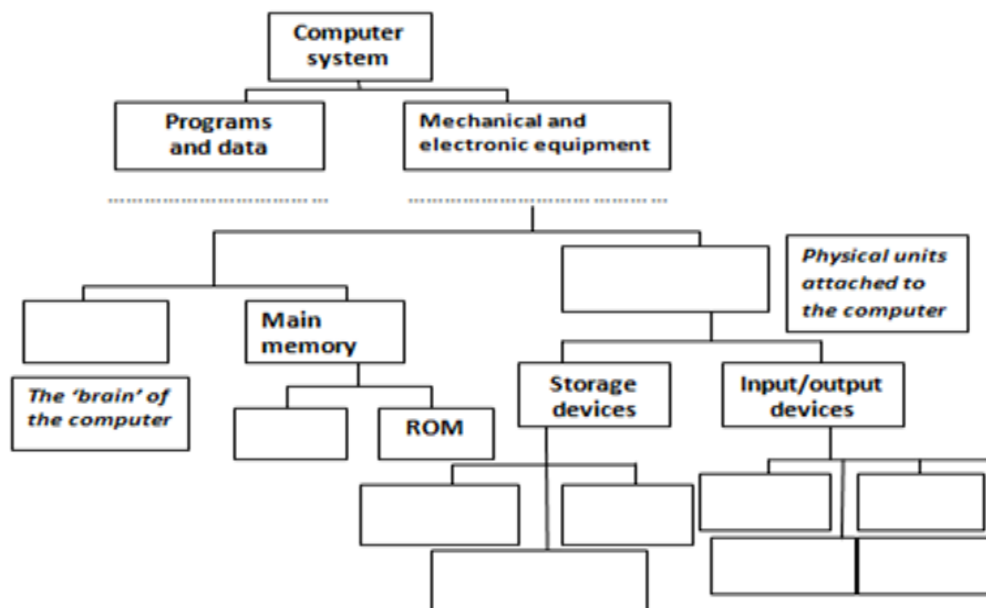 Computer
system
Programs
and data
Mechanical and
electronic equipment
................................. ...
........................... ......... ...
Physical units
attached to
the computer
Main
memory
The ‘brain’ of
the computer
ROM
Storage
devices
Input/output
devices